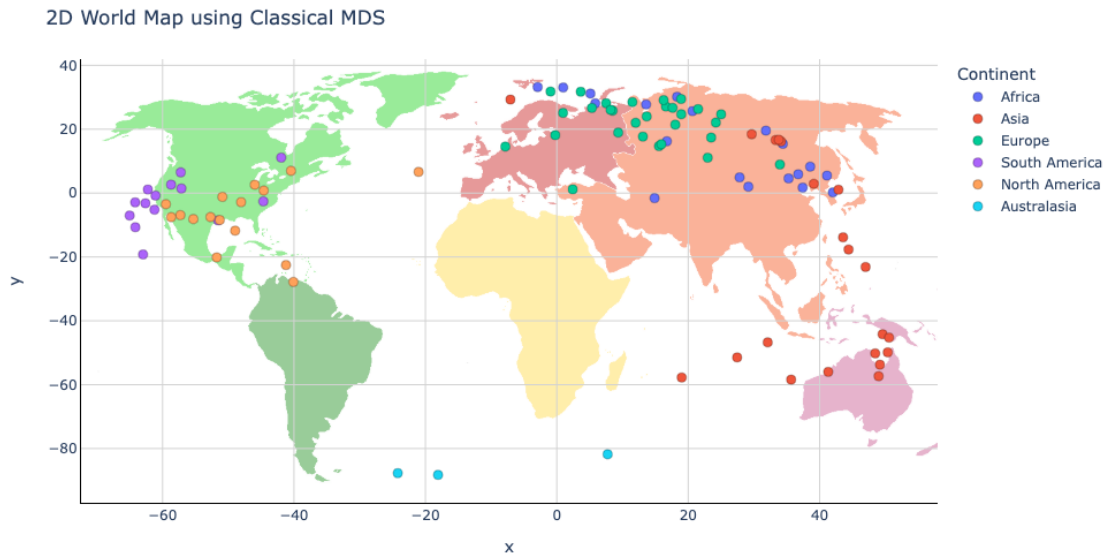 2D World Map using Classical MDS
40
20
0
−20
−40
−60
−80
y
−60
−40
−20
0
20
40
x
Continent
Africa
Asia
Europe
South America
North America
Australasia